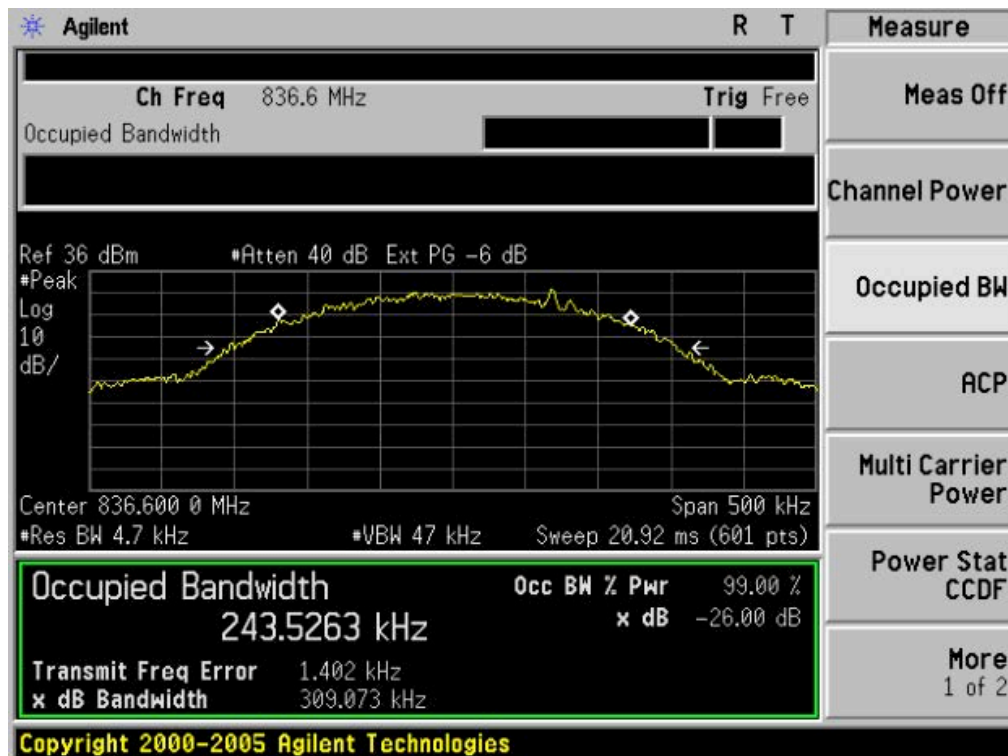 Agilent R T
Measure
Ch Freq 836.6 MHz Trig Free
Occupied Bandwidth
Meas Off
Channel Power
Occupied BW
ACP
Multi Carrier
Power
Power Stat
CCDF
More
1 of 2
Ref 36 dBm #Atten 40 dB Ext PG -6 dB
#Peak
Log
10
dB/
Center 836.600 0 MHz Span 500 kHz
#Res BW 4.7 kHz #VBW 47 kHz Sweep 20.92 ms (601 pts)
Occupied Bandwidth Occ BW % Pwr 99.00 %
243.5263 kHz x dB -26.00 dB
Transmit Freq Error 1.402 kHz
x dB Bandwidth 309.073 kHz
Copyright 2000-2005 Agilent Technologies